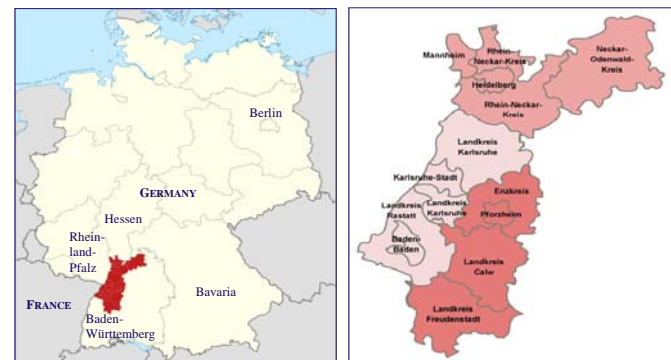 Berlin
GERMANY
Hessen
Rhein-
land-
Pfalz
FRANCE
Bavaria
Baden-
Württemberg
Mannheim
Rhein-
Neckar-Kreis
Neckar-
Odenwald-
Kreis
Heidelberg
Rhein-Neckar-
Kreis
Landkreis
Karlsruhe
Karlsruhe-Stadt
Enzkreis
Landkreis
Rastatt
Landkreis
Karlsruhe
Pforzheim
Baden-
Baden
Landkreis
Calw
Landkreis
Freudenstadt